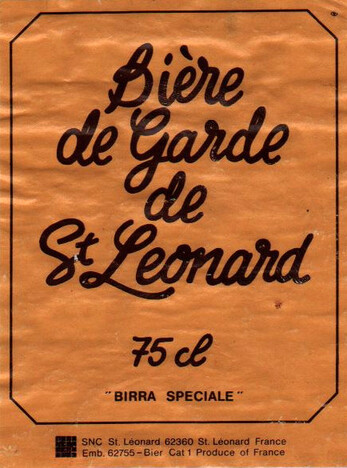 Bière
de Garde
de
St Leonard
75 cl
"BIRRA SPECIALE"
SNC St. Léonard 62360 St. Léonard France
Emb. 62755 - Bier Cat 1 Produce of France